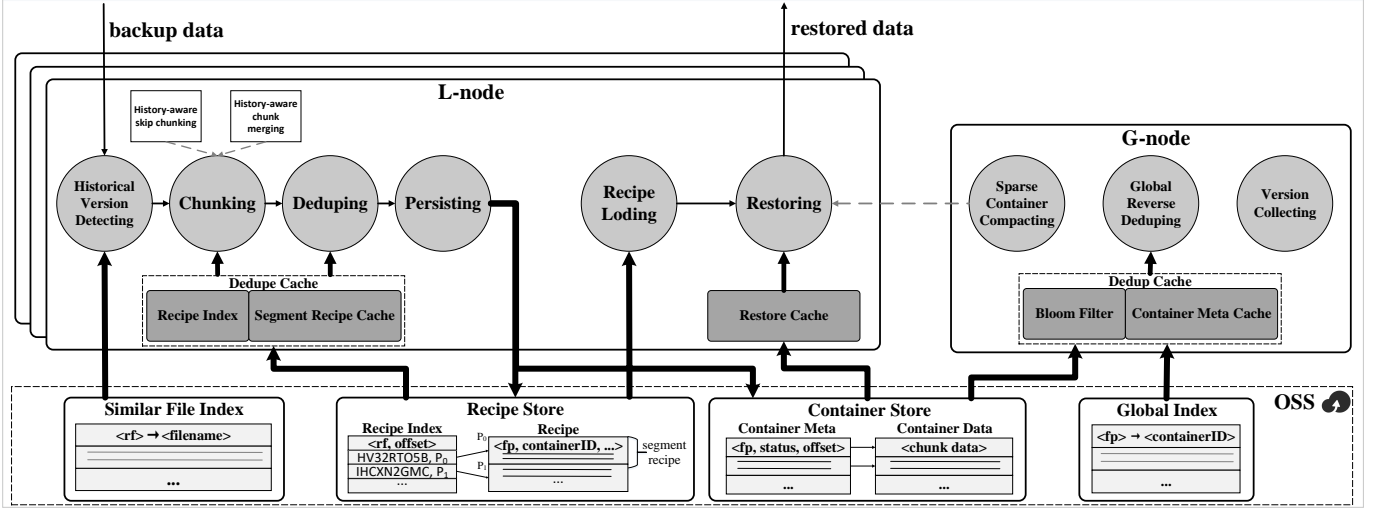 backup data
restored data
L-node
History-aware
skip chunking
History-aware
chunk
merging
G-node
Historical
Version
Detecting
Chunking
Deduping
Persisting
Recipe
Loding
Restoring
Sparse
Container
Compacting
Global
Reverse
Deduping
Version
Collecting
Dedupe Cache
Recipe Index
Segment Recipe Cache
Restore Cache
Dedup Cache
Bloom Filter
Container Meta Cache
OSS
Similar File Index
<rf> → <filename>
...
Recipe Store
Recipe Index
<rf, offset>
HV32RTO5B, P0
IHCXN2GMC, P1
...
P0
P1
Recipe
<fp, containerID, ...>
...
segment
recipe
Container Store
Container Meta
<fp, status, offset>
...
Container Data
<chunk data>
...
Global Index
<fp> → <containerID>
...